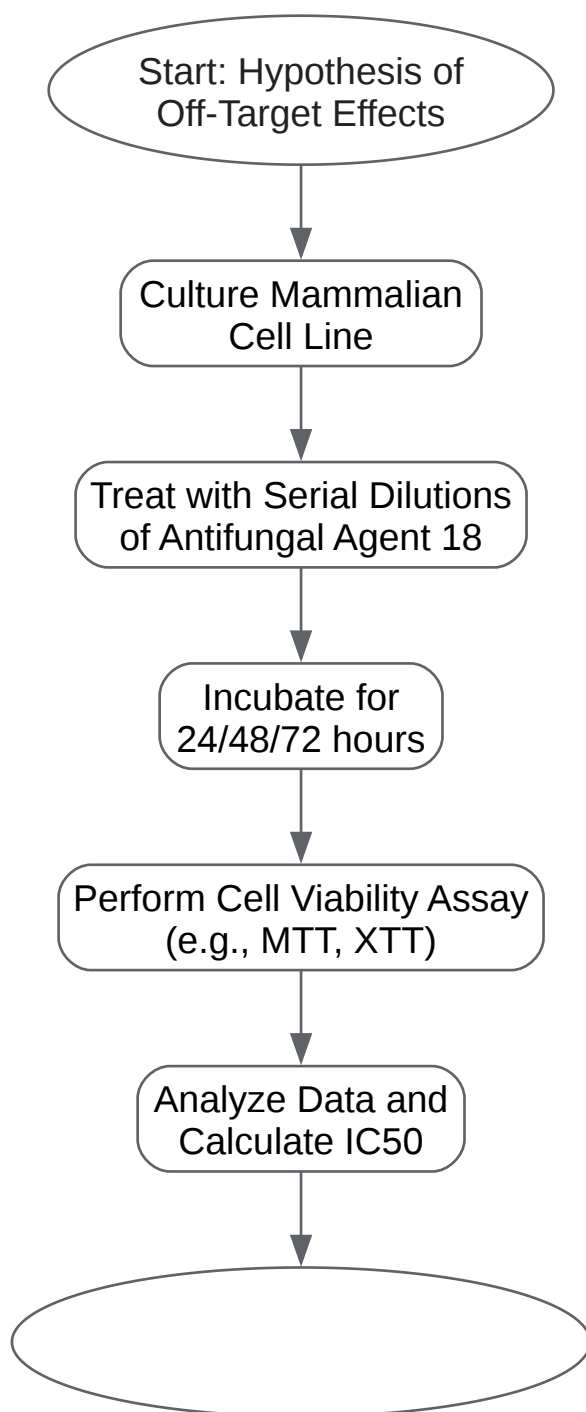 Start: Hypothesis of
Off-Target Effects
Culture Mammalian
Cell Line
Treat with Serial Dilutions
of Antifungal Agent 18
Incubate for
24/48/72 hours
Perform Cell Viability Assay
(e.g., MTT, XTT)
Analyze Data and
Calculate IC50